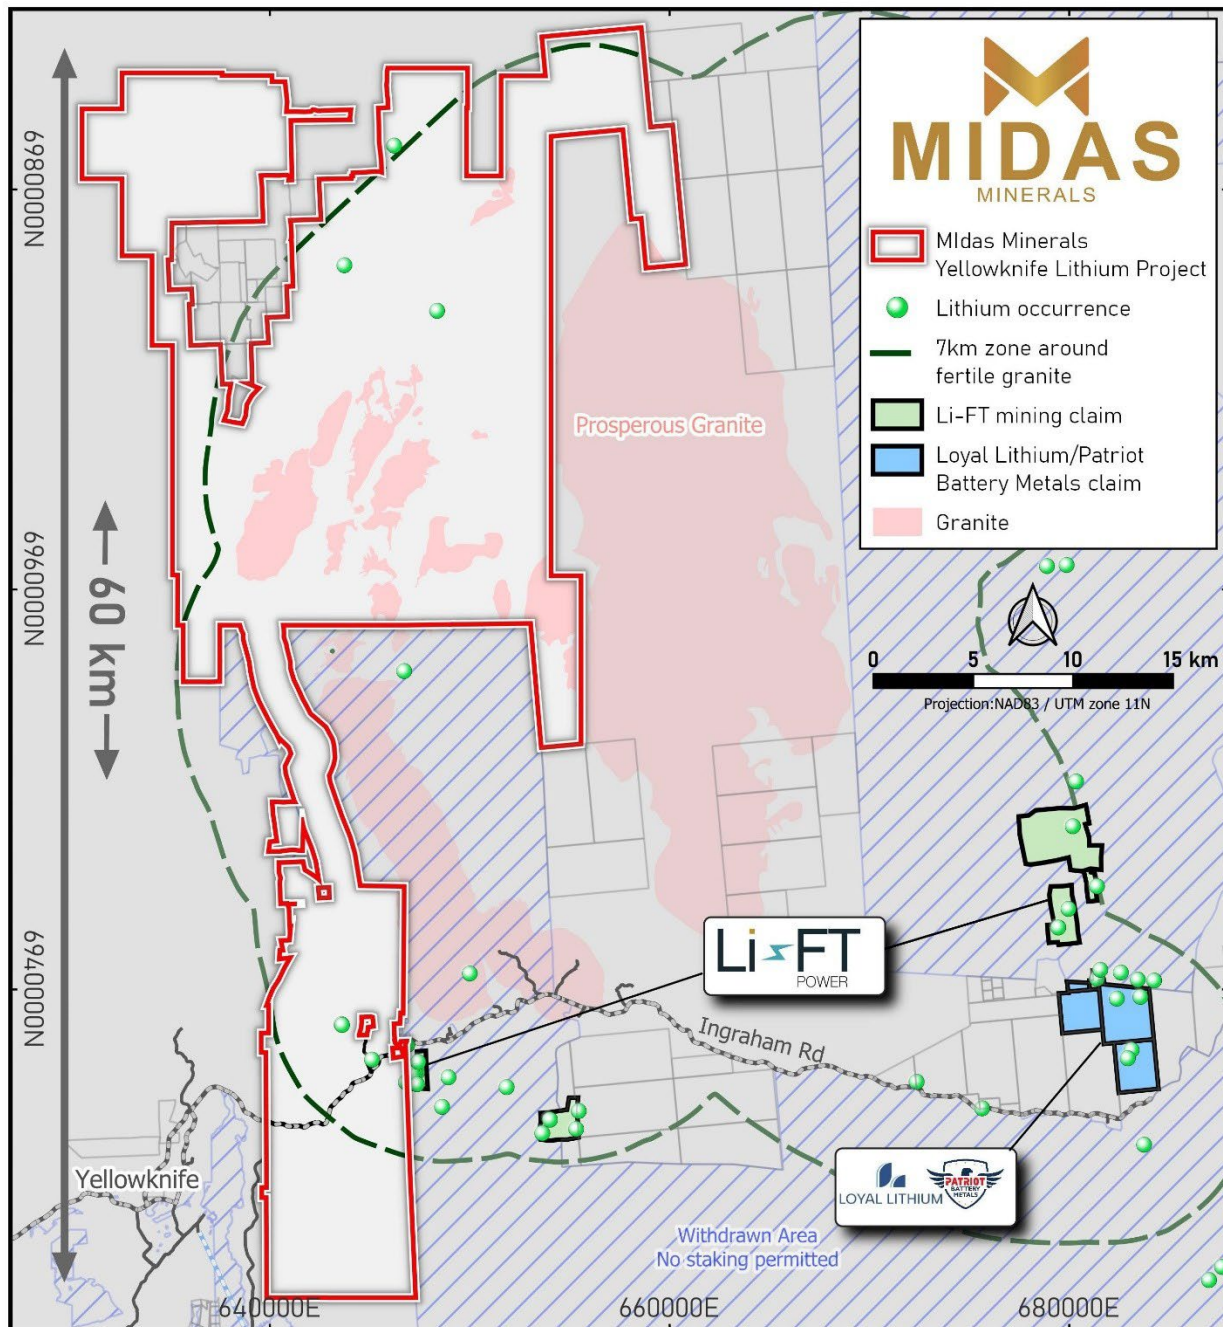 MIDAS
MINERALS
MIdas Minerals
Yellowknife Lithium Project
Lithium occurrence
7km zone around
fertile granite
Li-FT mining claim
Loyal Lithium/Patriot
Battery Metals claim
Granite
6980000N
6960000N
6940000N
60 km
Prosperous Granite
0 5 10 15 km
Projection:NAD83 / UTM zone 11N
Li-FT
POWER
Ingraham Rd
Yellowknife
LOYAL LITHIUM
PATRIOT
BATTERY
METALS
Withdrawn Area
No staking permitted
640000E
660000E
680000E